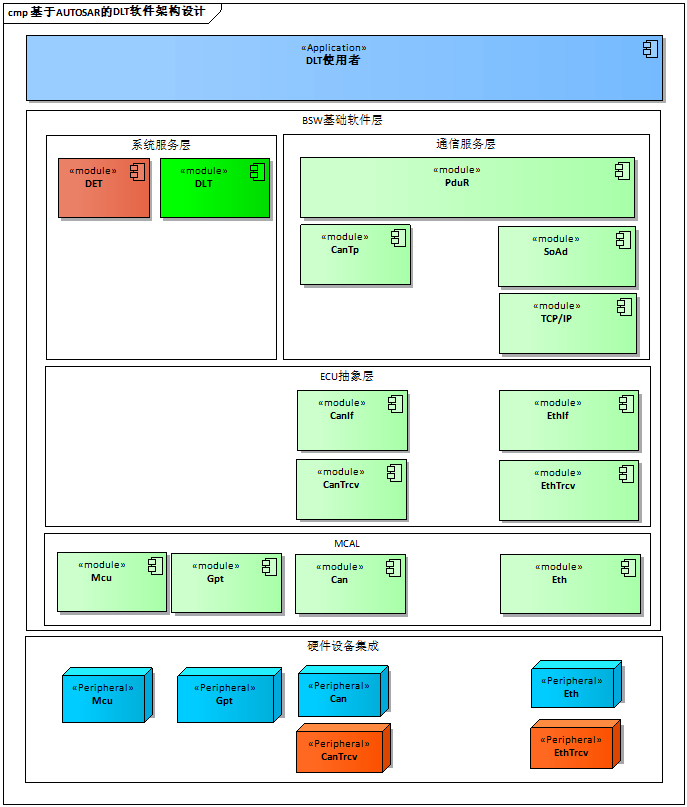 cmp 基于AUTOSAR的DLT软件架构设计
«Application»
DLT使用者
BSW基础软件层
系统服务层
«module»
DET
«module»
DLT
通信服务层
«module»
PduR
«module»
CanTp
«module»
SoAd
«module»
TCP/IP
ECU抽象层
«module»
CanIf
«module»
EthIf
«module»
CanTrcv
«module»
EthTrcv
MCAL
«module»
Mcu
«module»
Gpt
«module»
Can
«module»
Eth
硬件设备集成
«Peripheral»
Mcu
«Peripheral»
Gpt
«Peripheral»
Can
«Peripheral»
Eth
«Peripheral»
CanTrcv
«Peripheral»
EthTrcv